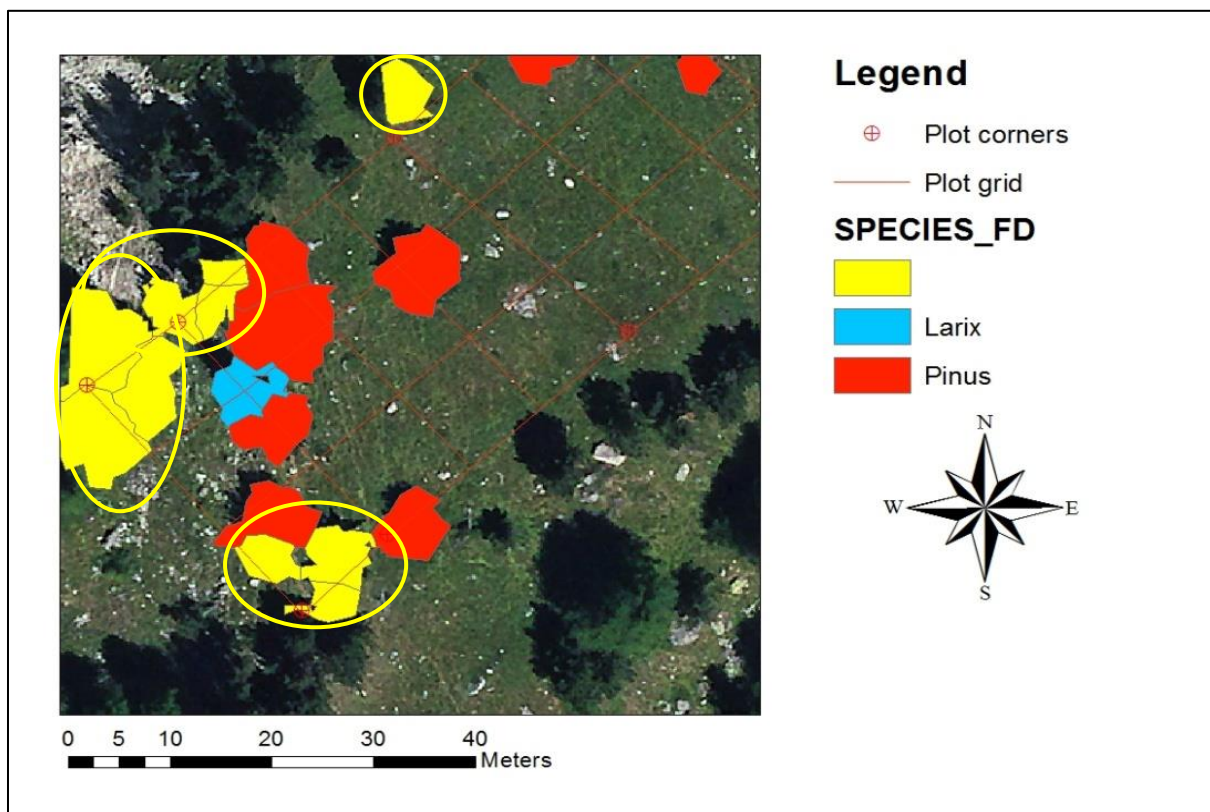 Legend
Plot corners
Plot grid
SPECIES_FD
Larix
Pinus
N
W E
S
0 5 10 20 30 40
Meters